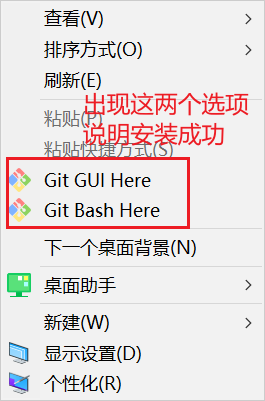 查看(V)
排序方式(O)
刷新(E)
出现这两个选项
说明安装成功
粘贴(P)
粘贴快捷方式(S)
Git GUI Here
Git Bash Here
下一个桌面背景(N)
桌面助手
新建(W)
显示设置(D)
个性化(R)